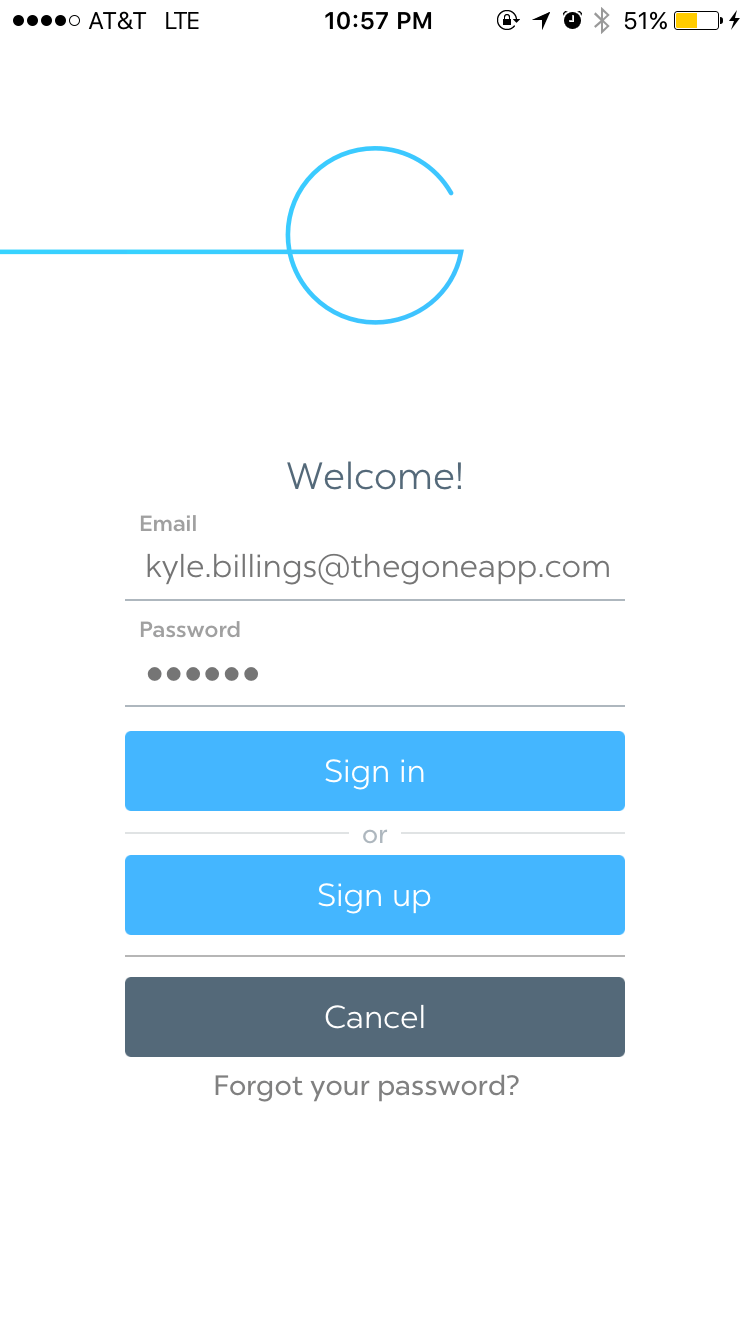 AT&T LTE 10:57 PM 51%
Welcome!
Email
kyle.billings@thegoneapp.com
Password
••••••
Sign in
or
Sign up
Cancel
Forgot your password?